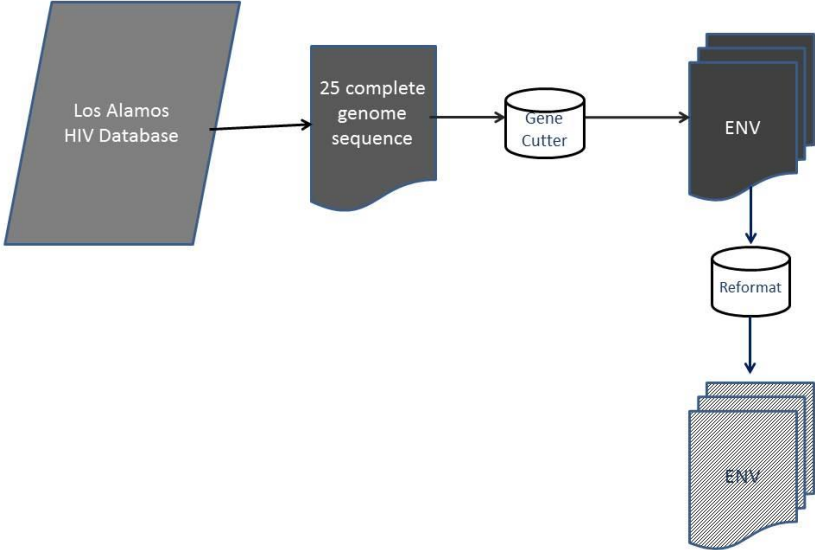 Los Alamos
HIV Database
25 complete
genome
sequence
Gene
Cutter
ENV
Reformat
ENV